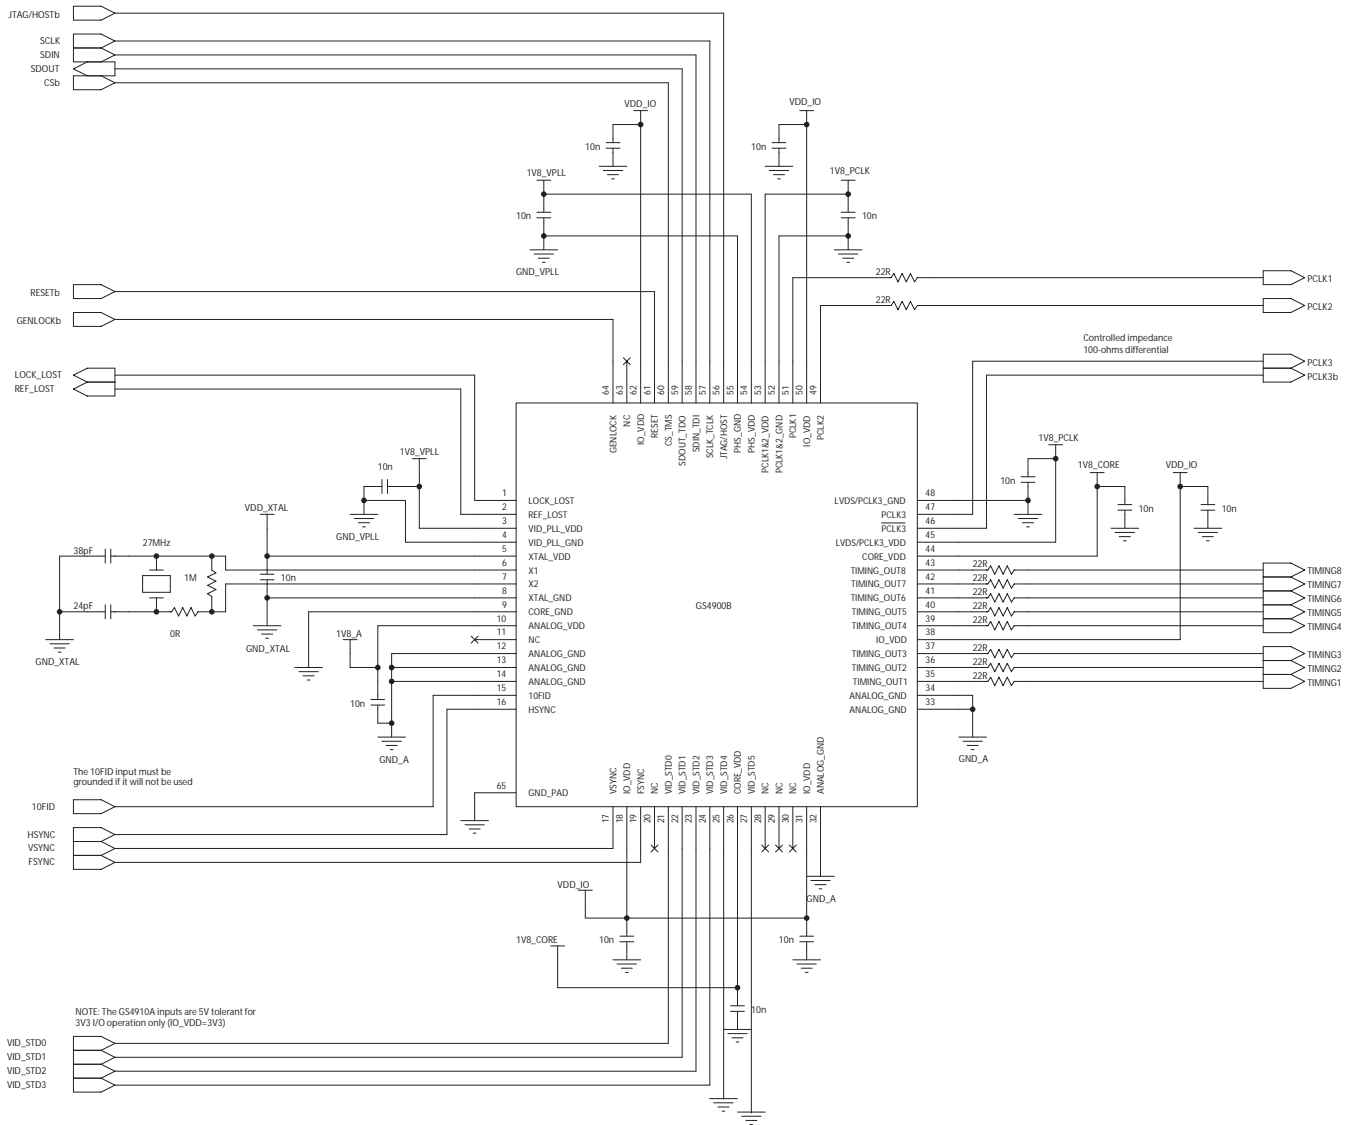 JTAG/HOSTb
SCLK
SDIN
SDOUT
CSb
VDD_IO
VDD_IO
10n
10n
1V8_VPLL
1V8_PCLK
10n
10n
GND_VPLL
22R
PCLK1
RESETb
22R
PCLK2
GENLOCKb
Controlled impedance
100-ohms differential
PCLK3
LOCK_LOST
PCLK3b
REF_LOST
64 63 62 61 60 59 58 57 56 55 54 53 52 51 50 49
GENLOCK
NC
IO_VDD
RESET
CS_TMS
SDOUT_TDO
SDIN_TDI
SCLK_TCLK
JTAG/HOST
PHS_GND
PHS_VDD
PCLK1&2_VDD
PCLK1&2_GND
PCLK1
IO_VDD
PCLK2
1V8_VPLL
10n
GND_VPLL
1V8_PCLK
10n
1V8_CORE
10n
VDD_IO
10n
VDD_XTAL
27MHz
38pF
1M
10n
24pF
0R
GND_XTAL
GND_XTAL
1V8_A
10n
GND_A
1 LOCK_LOST
2 REF_LOST
3 VID_PLL_VDD
4 VID_PLL_GND
5 XTAL_VDD
6 X1
7 X2
8 XTAL_GND
9 CORE_GND
10 ANALOG_VDD
11 NC
12 ANALOG_GND
13 ANALOG_GND
14 ANALOG_GND
15 10FID
16 HSYNC
65 GND_PAD
GS4900B
LVDS/PCLK3_GND 48
PCLK3 47
PCLK3 46
LVDS/PCLK3_VDD 45
CORE_VDD 44
TIMING_OUT8 43 22R TIMING8
TIMING_OUT7 42 22R TIMING7
TIMING_OUT6 41 22R TIMING6
TIMING_OUT5 40 22R TIMING5
TIMING_OUT4 39 22R TIMING4
IO_VDD 38
TIMING_OUT3 37 22R TIMING3
TIMING_OUT2 36 22R TIMING2
TIMING_OUT1 35 22R TIMING1
ANALOG_GND 34
ANALOG_GND 33
GND_A
The 10FID input must be
grounded if it will not be used
10FID
HSYNC
VSYNC
FSYNC
VSYNC
IO_VDD
FSYNC
NC
VID_STD0
VID_STD1
VID_STD2
VID_STD3
VID_STD4
CORE_VDD
VID_STD5
NC
NC
NC
IO_VDD
ANALOG_GND
17 18 19 20 21 22 23 24 25 26 27 28 29 30 31 32
VDD_IO
GND_A
10n
10n
1V8_CORE
10n
NOTE: The GS4910A inputs are 5V tolerant for
3V3 I/O operation only (IO_VDD=3V3)
VID_STD0
VID_STD1
VID_STD2
VID_STD3